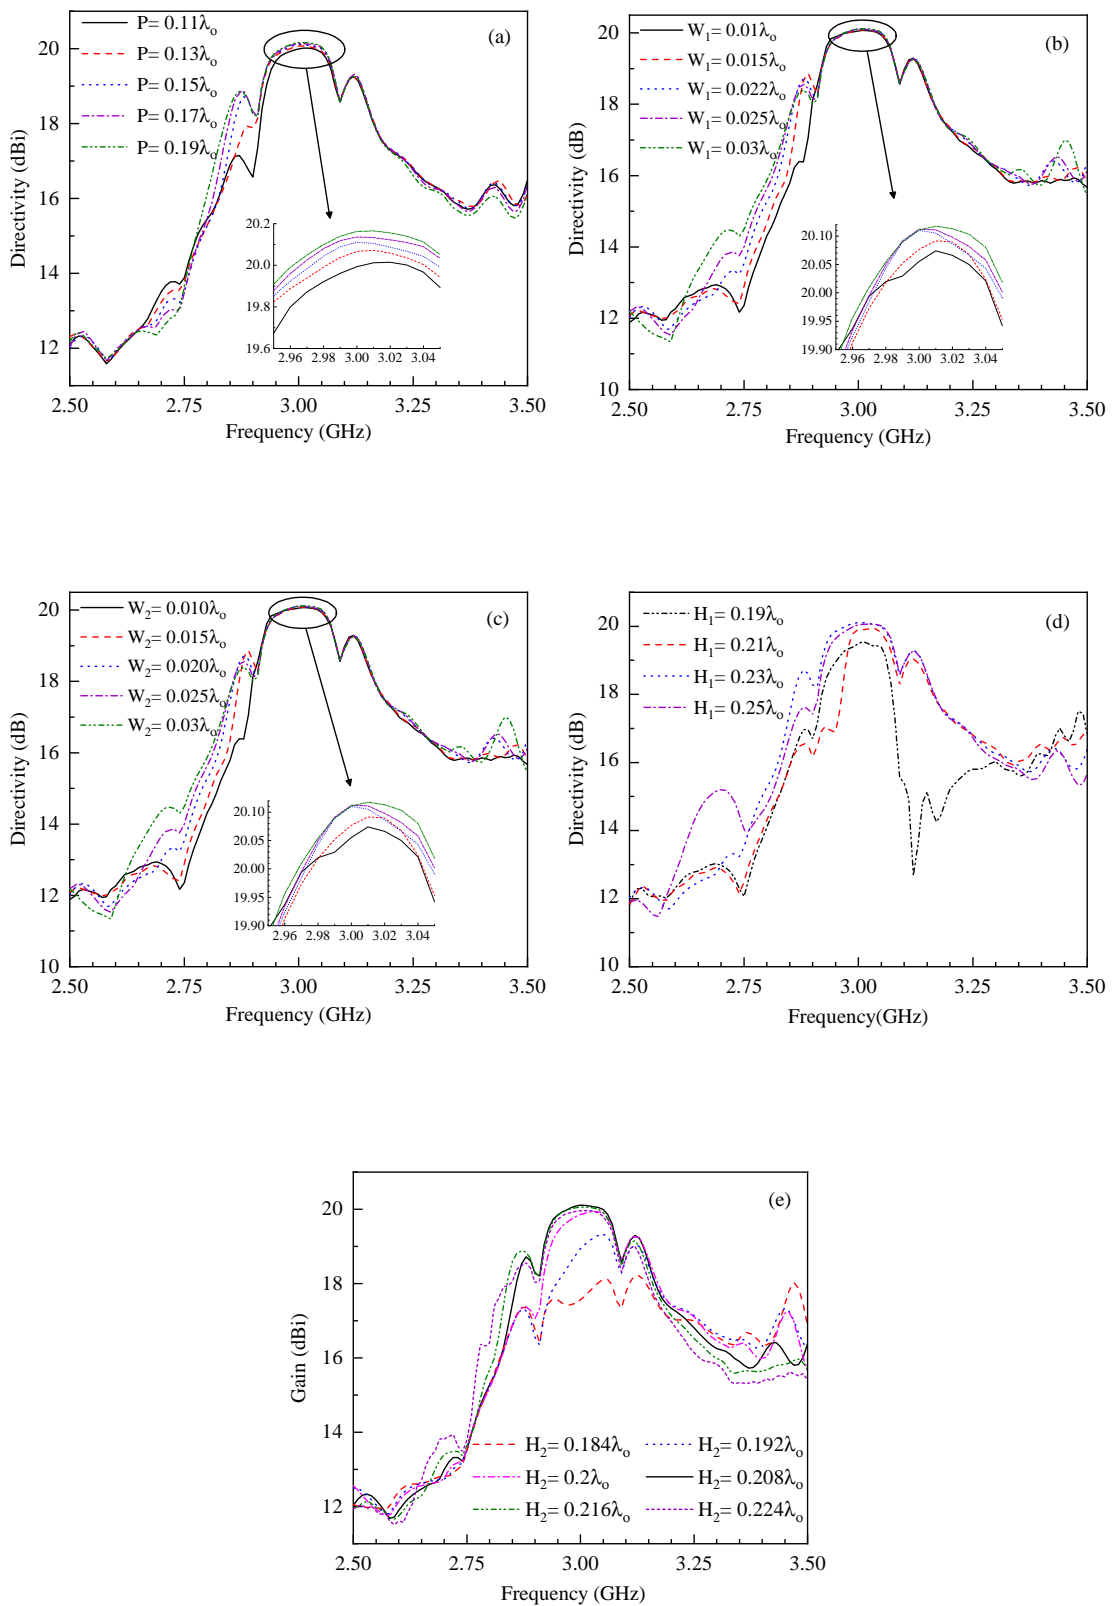 (a)
P= 0.11λo
P= 0.13λo
P= 0.15λo
P= 0.17λo
P= 0.19λo
Directivity (dBi)
20
18
16
14
12
20.2
20.0
19.8
19.6
2.96 2.98 3.00 3.02 3.04
2.50 2.75 3.00 3.25 3.50
Frequency (GHz)
(b)
W1= 0.01λo
W1= 0.015λo
W1= 0.022λo
W1= 0.025λo
W1= 0.03λo
Directivity (dB)
20
18
16
14
12
10
20.10
20.05
20.00
19.95
19.90
2.96 2.98 3.00 3.02 3.04
2.50 2.75 3.00 3.25 3.50
Frequency (GHz)
(c)
W2= 0.010λo
W2= 0.015λo
W2= 0.020λo
W2= 0.025λo
W2= 0.03λo
Directivity (dB)
20
18
16
14
12
10
20.10
20.05
20.00
19.95
19.90
2.96 2.98 3.00 3.02 3.04
2.50 2.75 3.00 3.25 3.50
Frequency (GHz)
(d)
H1= 0.19λo
H1= 0.21λo
H1= 0.23λo
H1= 0.25λo
Directivity (dB)
20
18
16
14
12
10
2.50 2.75 3.00 3.25 3.50
Frequency(GHz)
(e)
Gain (dBi)
20
18
16
14
12
H2= 0.184λo H2= 0.192λo
H2= 0.2λo H2= 0.208λo
H2= 0.216λo H2= 0.224λo
2.50 2.75 3.00 3.25 3.50
Frequency (GHz)